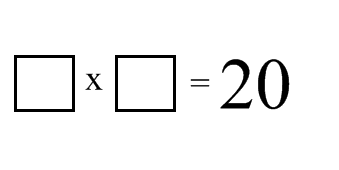 □ x □ = 20